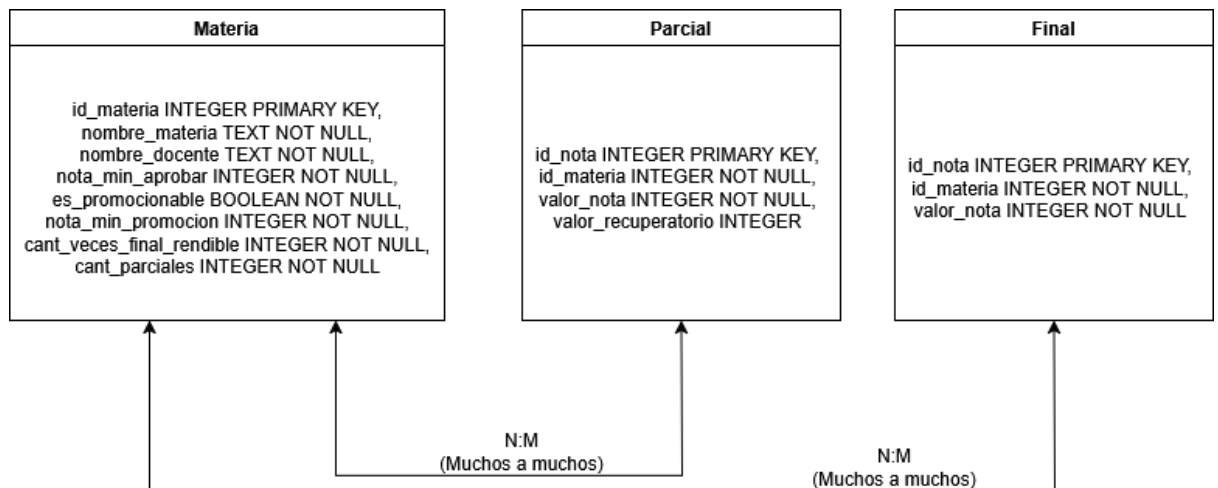 Materia
id_materia INTEGER PRIMARY KEY,
nombre_materia TEXT NOT NULL,
nombre_docente TEXT NOT NULL,
nota_min_aprobar INTEGER NOT NULL,
es_promocionable BOOLEAN NOT NULL,
nota_min_promocion INTEGER NOT NULL,
cant_veces_final_rendible INTEGER NOT NULL,
cant_parciales INTEGER NOT NULL
Parcial
id_nota INTEGER PRIMARY KEY,
id_materia INTEGER NOT NULL,
valor_nota INTEGER NOT NULL,
valor_recuperatorio INTEGER
Final
id_nota INTEGER PRIMARY KEY,
id_materia INTEGER NOT NULL,
valor_nota INTEGER NOT NULL
N:M
(Muchos a muchos)
N:M
(Muchos a muchos)